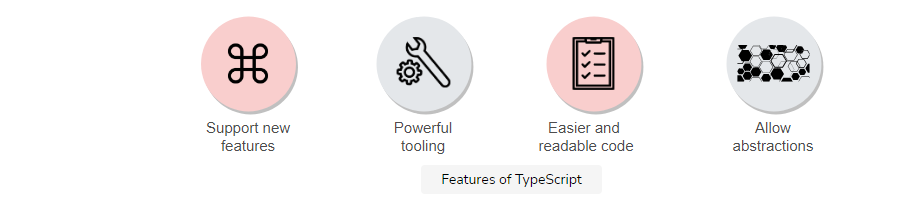 Support new
features
Powerful
tooling
Easier and
readable code
Allow
abstractions
Features of TypeScript